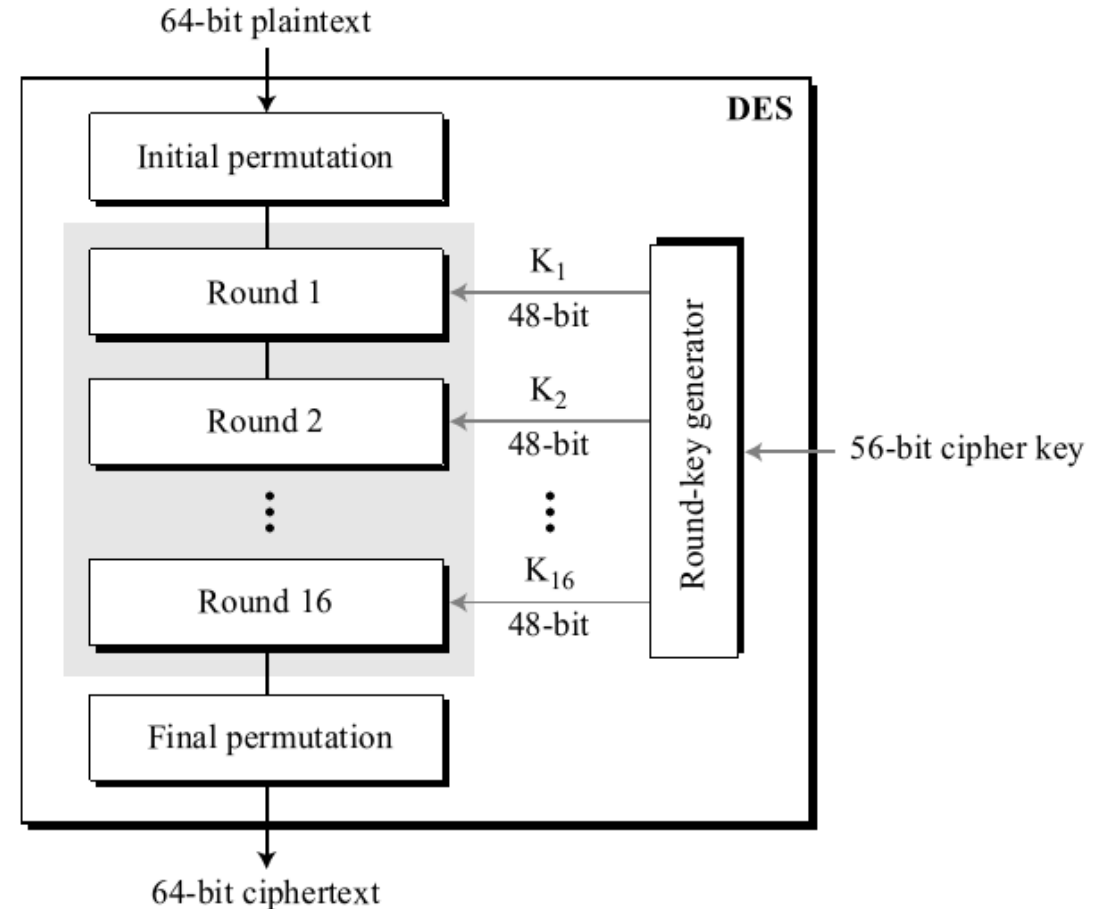 64-bit plaintext
DES
Initial permutation
Round 1
K1
48-bit
Round 2
K2
48-bit
Round-key generator
56-bit cipher key
Round 16
K16
48-bit
Final permutation
64-bit ciphertext